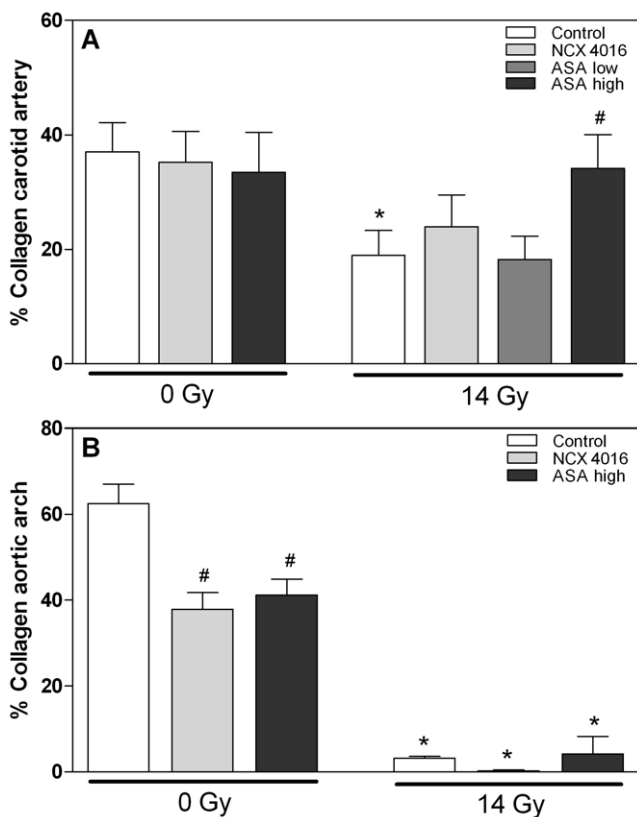 A
Control
NCX 4016
ASA low
ASA high
% Collagen carotid artery
60
40
20
0
*
#
0 Gy
14 Gy
B
Control
NCX 4016
ASA high
% Collagen aortic arch
80
60
40
20
0
#
#
*
*
*
0 Gy
14 Gy